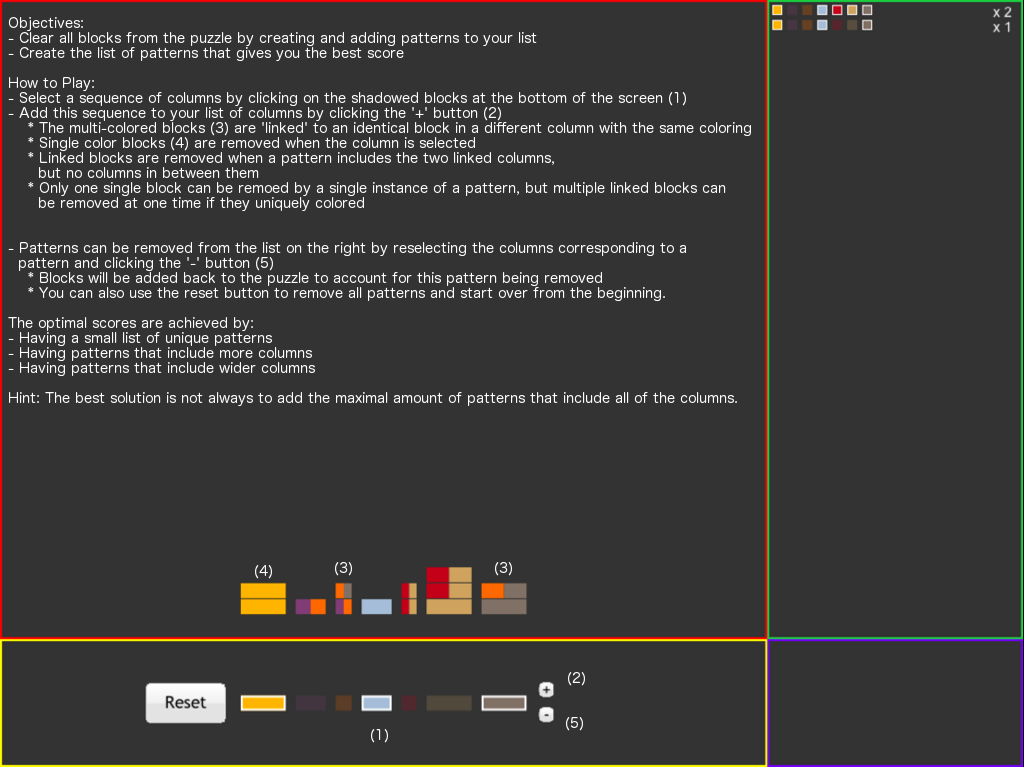 Objectives:
- Clear all blocks from the puzzle by creating and adding patterns to your list
- Create the list of patterns that gives you the best score
How to Play:
- Select a sequence of columns by clicking on the shadowed blocks at the bottom of the screen (1)
- Add this sequence to your list of columns by clicking the '+' button (2)
* The multi-colored blocks (3) are 'linked' to an identical block in a different column with the same coloring
* Single color blocks (4) are removed when the column is selected
* Linked blocks are removed when a pattern includes the two linked columns,
but no columns in between them
* Only one single block can be remoed by a single instance of a pattern, but multiple linked blocks can
be removed at one time if they uniquely colored
- Patterns can be removed from the list on the right by reselecting the columns corresponding to a
pattern and clicking the '-' button (5)
* Blocks will be added back to the puzzle to account for this pattern being removed
* You can also use the reset button to remove all patterns and start over from the beginning.
The optimal scores are achieved by:
- Having a small list of unique patterns
- Having patterns that include more columns
- Having patterns that include wider columns
Hint: The best solution is not always to add the maximal amount of patterns that include all of the columns.
x 2
x 1
(4) (3) (3)
Reset
+ (2)
- (5)
(1)